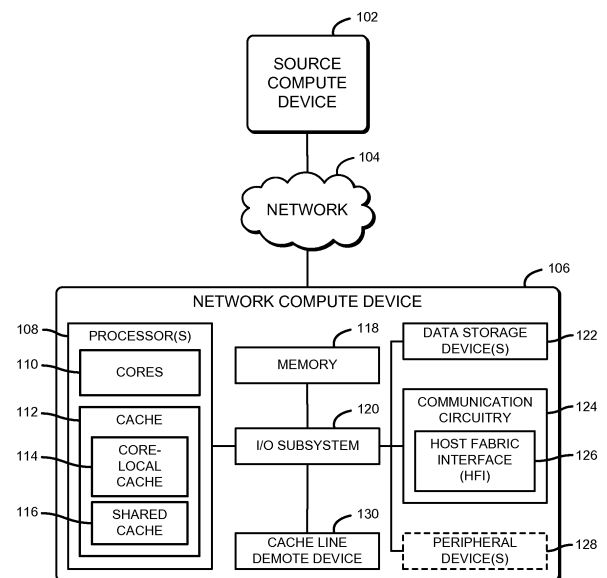 102
SOURCE
COMPUTE
DEVICE
104
NETWORK
106
NETWORK COMPUTE DEVICE
108
PROCESSOR(S)
110
CORES
112
CACHE
114
CORE-
LOCAL
CACHE
116
SHARED
CACHE
118
MEMORY
120
I/O SUBSYSTEM
130
CACHE LINE
DEMOTE DEVICE
DATA STORAGE
DEVICE(S)
122
COMMUNICATION
CIRCUITRY
124
HOST FABRIC
INTERFACE
(HFI)
126
PERIPHERAL
DEVICE(S)
128